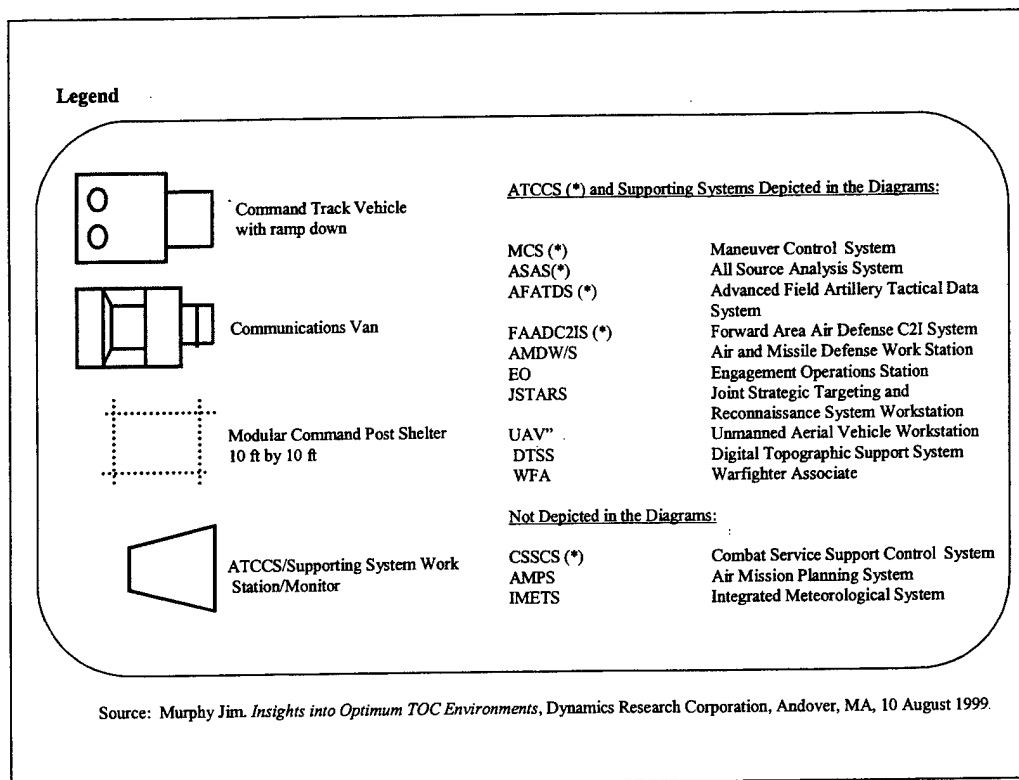 Legend
Command Track Vehicle
with ramp down
Communications Van
Modular Command Post Shelter
10 ft by 10 ft
ATCCS/Supporting System Work
Station/Monitor
ATCCS (*) and Supporting Systems Depicted in the Diagrams:
MCS (*) Maneuver Control System
ASAS(*) All Source Analysis System
AFATDS (*) Advanced Field Artillery Tactical Data
System
FAADC2IS (*) Forward Area Air Defense C2I System
AMDW/S Air and Missile Defense Work Station
EO Engagement Operations Station
JSTARS Joint Strategic Targeting and
Reconnaissance System Workstation
UAV” Unmanned Aerial Vehicle Workstation
DTSS Digital Topographic Support System
WFA Warfighter Associate
Not Depicted in the Diagrams:
CSSCS (*) Combat Service Support Control System
AMPS Air Mission Planning System
IMETS Integrated Meteorological System
Source: Murphy Jim. Insights into Optimum TOC Environments, Dynamics Research Corporation, Andover, MA, 10 August 1999.